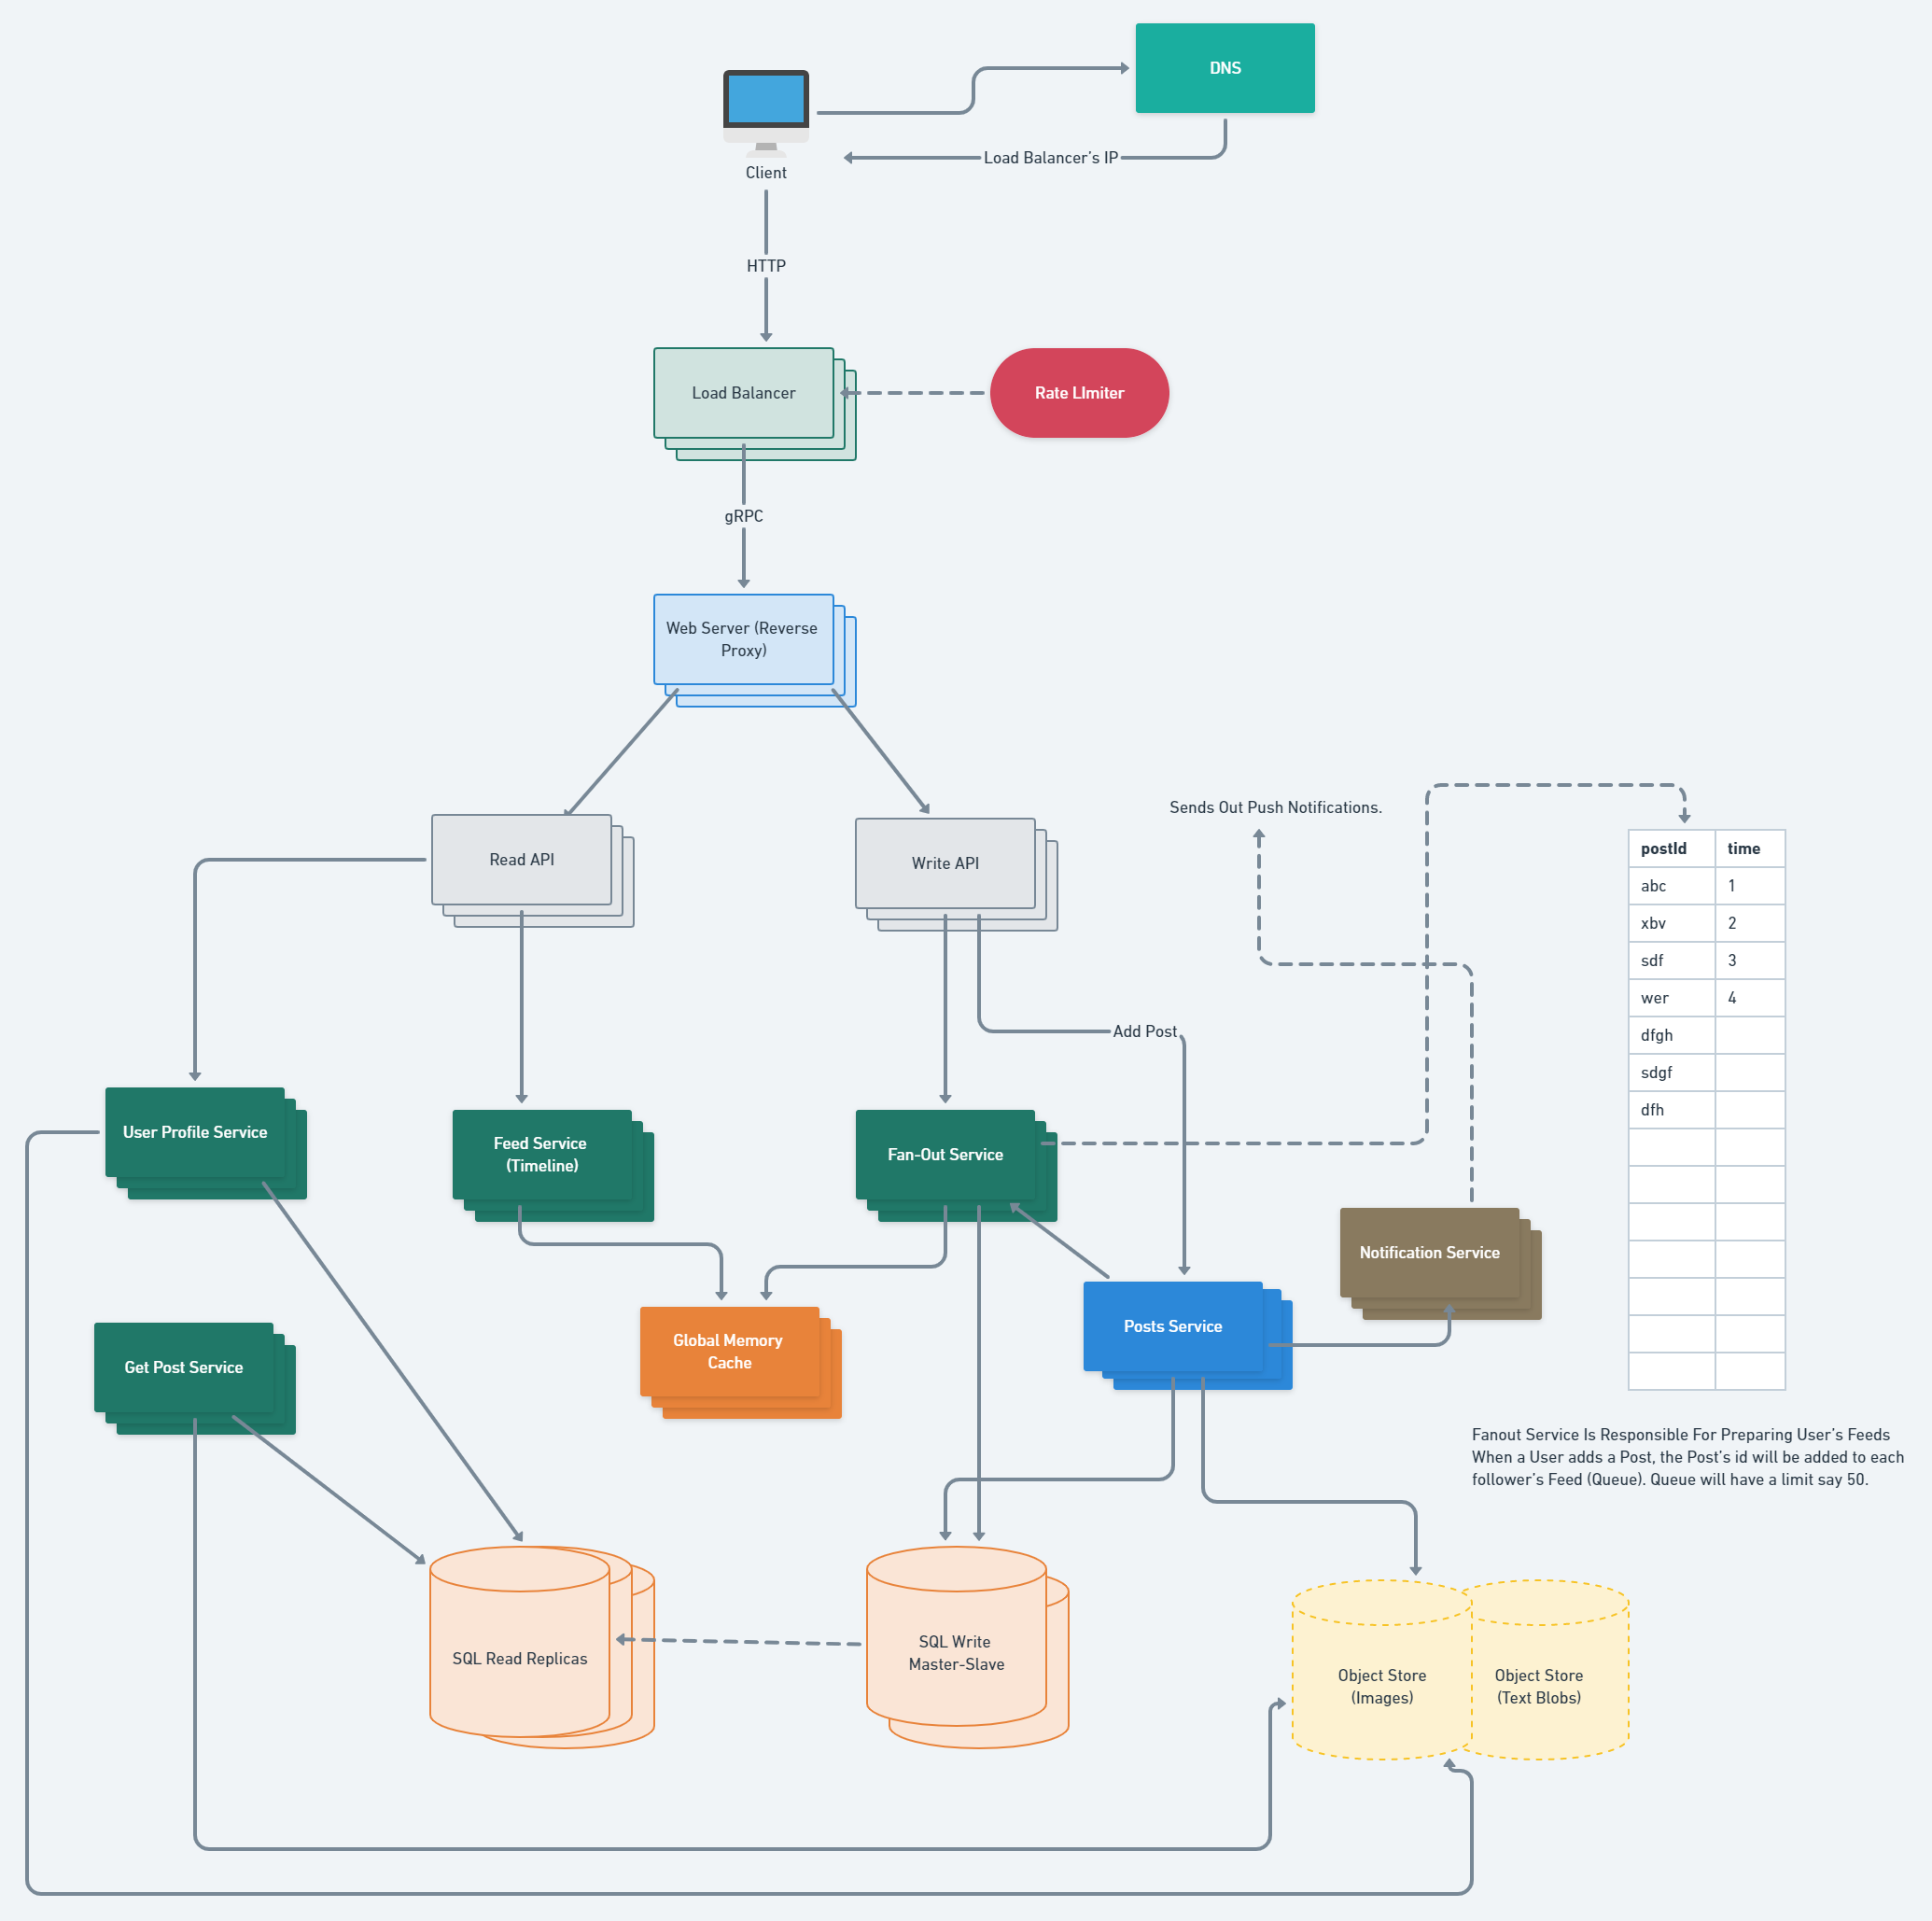 DNS
Load Balancer's IP
Client
HTTP
Load Balancer
Rate LImiter
gRPC
Web Server (Reverse
Proxy)
Sends Out Push Notifications.
Read API
Write API
postId time
abc 1
xbv 2
sdf 3
wer 4
dfgh
sdgf
dfh
Add Post
User Profile Service
Feed Service
(Timeline)
Fan-Out Service
Notification Service
Get Post Service
Global Memory
Cache
Posts Service
Fanout Service Is Responsible For Preparing User's Feeds
When a User adds a Post, the Post's id will be added to each
follower's Feed (Queue). Queue will have a limit say 50.
SQL Read Replicas
SQL Write
Master-Slave
Object Store
(Images)
Object Store
(Text Blobs)